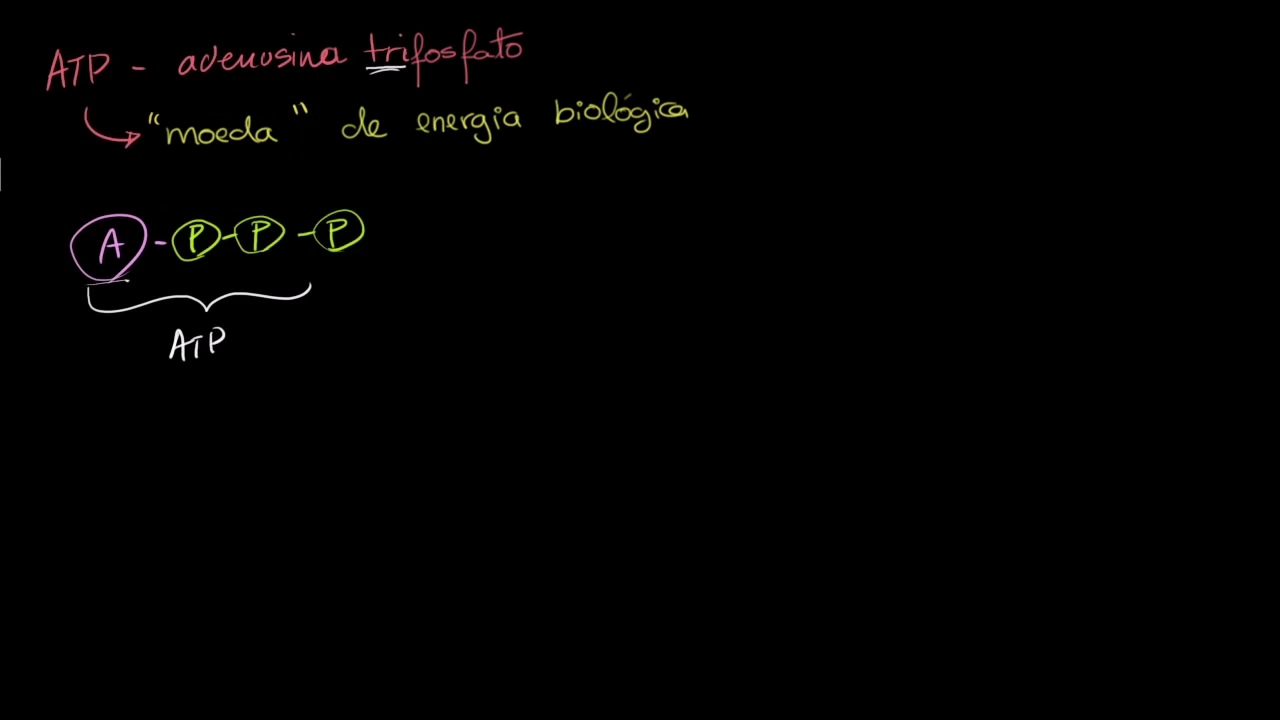 ATP - adenosina trifosfato
"moeda" de energia biológica
A - P - P - P
ATP